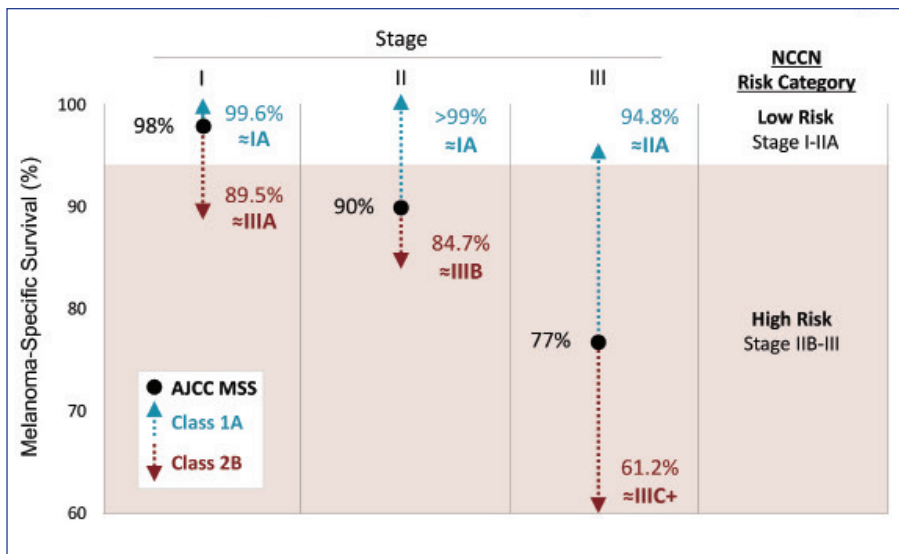 Stage
I
II
III
NCCN
Risk Category
Melanoma-Specific Survival (%)
100
90
80
70
60
98%
99.6%
≈IA
89.5%
≈IIIA
90%
>99%
≈IA
84.7%
≈IIIB
77%
94.8%
≈IIA
61.2%
≈IIIC+
Low Risk
Stage I-IIA
High Risk
Stage IIB-III
AJCC MSS
Class 1A
Class 2B